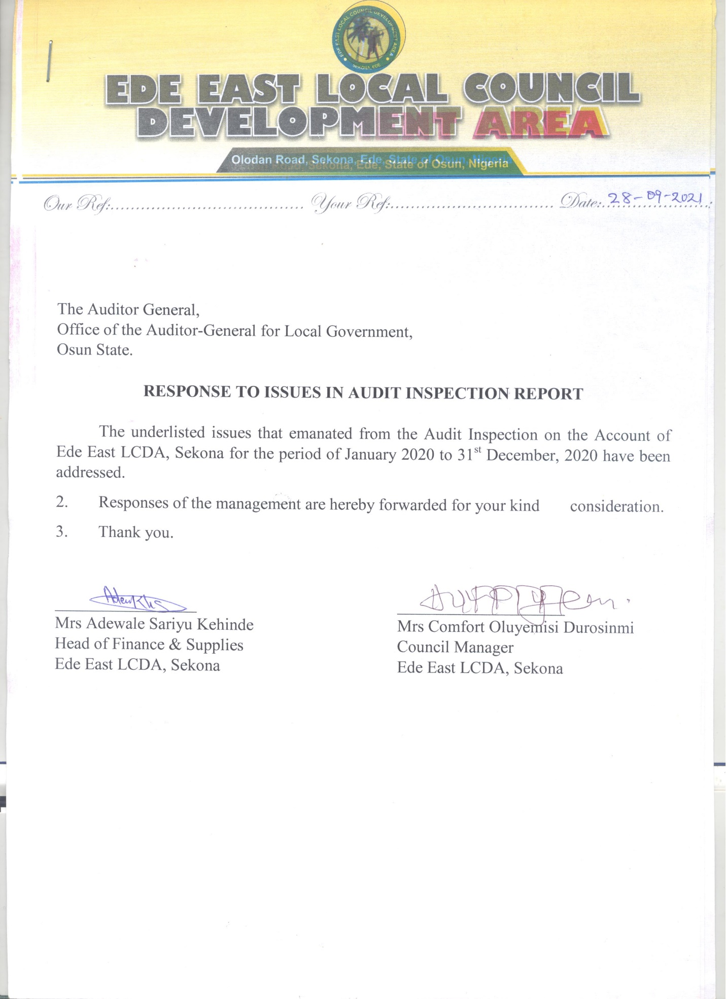 EDE EAST LOCAL COUNCIL DEVELOPMENT AREA
SEKONA, EDE
EDE EAST LOCAL COUNCIL
DEVELOPMENT AREA
Olodan Road, Sekona, Ede, State of Osun, Nigeria
Our Ref:.................................... Your Ref:............................... Date: 28-09-2021
The Auditor General,
Office of the Auditor-General for Local Government,
Osun State.
RESPONSE TO ISSUES IN AUDIT INSPECTION REPORT
The underlisted issues that emanated from the Audit Inspection on the Account of
Ede East LCDA, Sekona for the period of January 2020 to 31st December, 2020 have been
addressed.
2. Responses of the management are hereby forwarded for your kind consideration.
3. Thank you.
Mrs Adewale Sariyu Kehinde
Head of Finance & Supplies
Ede East LCDA, Sekona
Mrs Comfort Oluyemisi Durosinmi
Council Manager
Ede East LCDA, Sekona